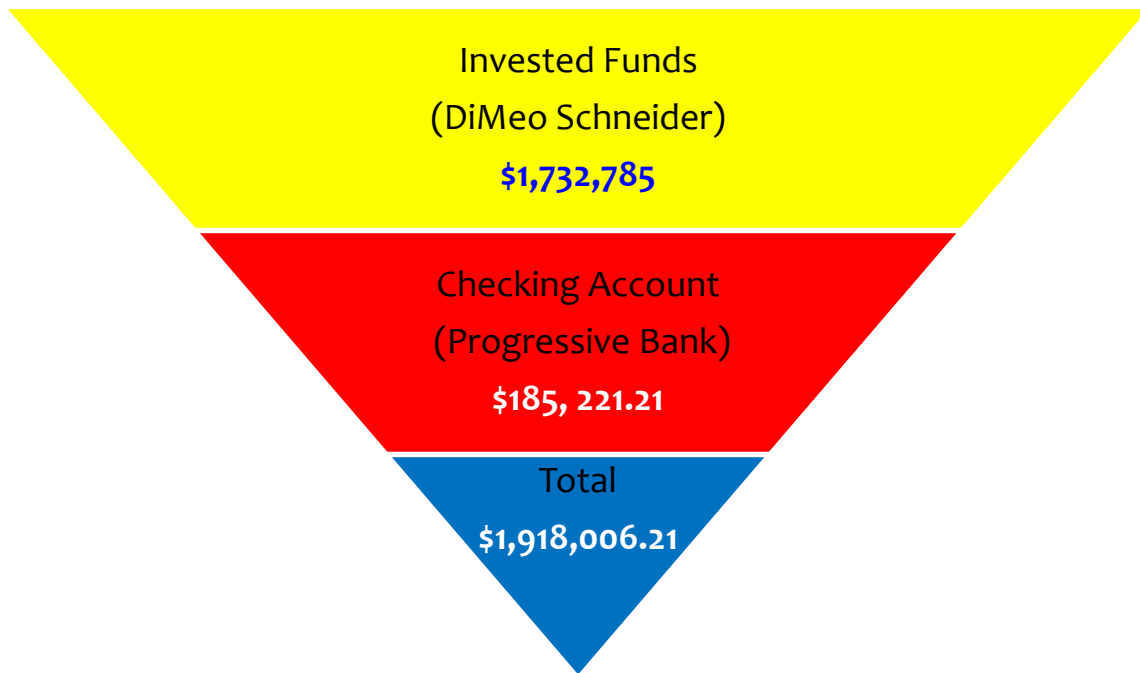 Invested Funds
(DiMeo Schneider)
$1,732,785
Checking Account
(Progressive Bank)
$185, 221.21
Total
$1,918,006.21